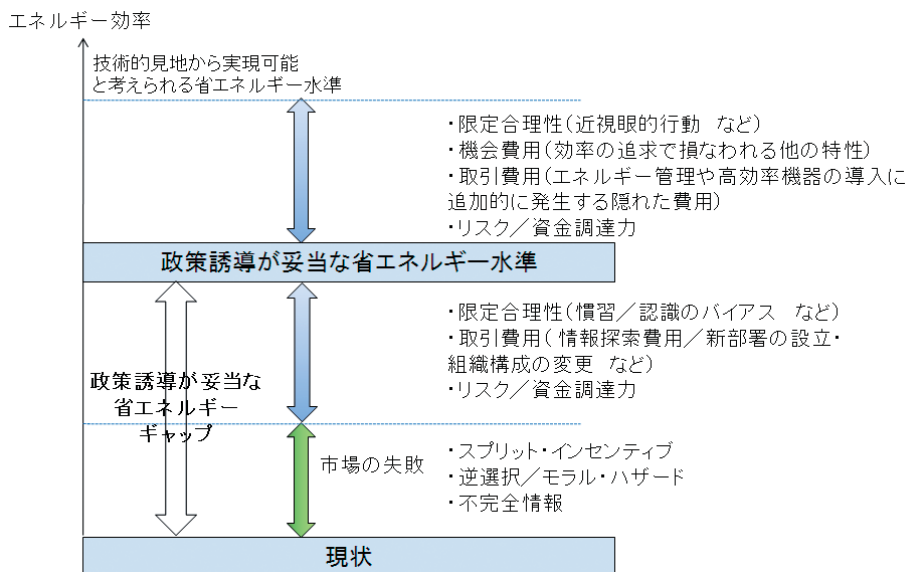 エネルギー効率
技術的見地から実現可能
と考えられる省エネルギー水準
・限定合理性(近視眼的行動 など)
・機会費用(効率の追求で損なわれる他の特性)
・取引費用(エネルギー管理や高効率機器の導入に
追加的に発生する隠れた費用)
・リスク／資金調達力
政策誘導が妥当な省エネルギー水準
・限定合理性(慣習／認識のバイアス など)
・取引費用( 情報探索費用／新部署の設立・
組織構成の変更 など)
・リスク／資金調達力
政策誘導が妥当な
省エネルギー
ギャップ
市場の失敗
・スプリット・インセンティブ
・逆選択／モラル・ハザード
・不完全情報
現状